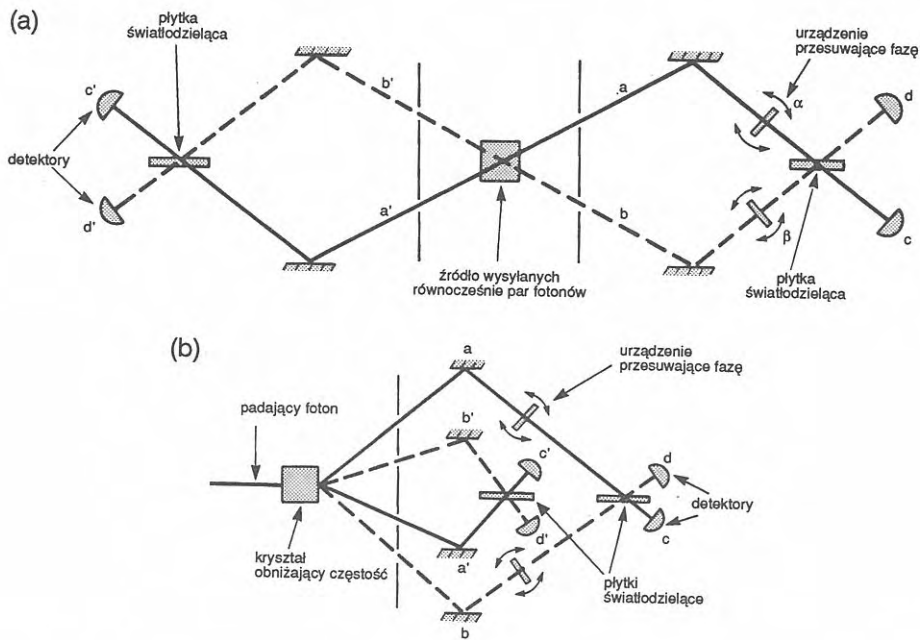 (a)
płytka
światłodzieląca
urządzenie
przesuwające fazę
b'
a
α
d
c'
detektory
d'
a'
b
β
c
źródło wysyłanych
równocześnie par fotonów
płytka
światłodzieląca
(b)
a
urządzenie
przesuwające fazę
padający foton
b'
c'
d
detektory
c
d'
a'
kryształ
obniżający częstość
płytki
światłodzielące
b